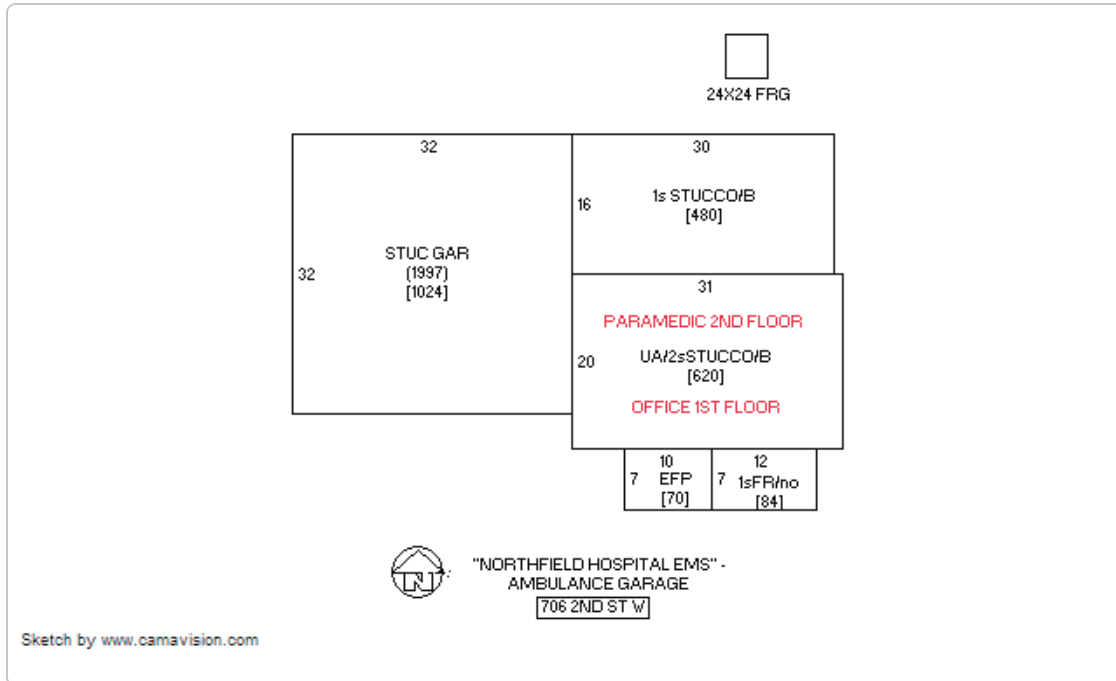 24X24 FRG
32
30
16
1s STUCCO/B
[480]
STUC GAR
(1997)
[1024]
32
31
PARAMEDIC 2ND FLOOR
20
UA/2sSTUCCO/B
[620]
OFFICE 1ST FLOOR
10
7 EFP
[70]
12
7 1sFR/no
[84]
N
"NORTHFIELD HOSPITAL EMS" -
AMBULANCE GARAGE
706 2ND ST W
Sketch by www.camavision.com